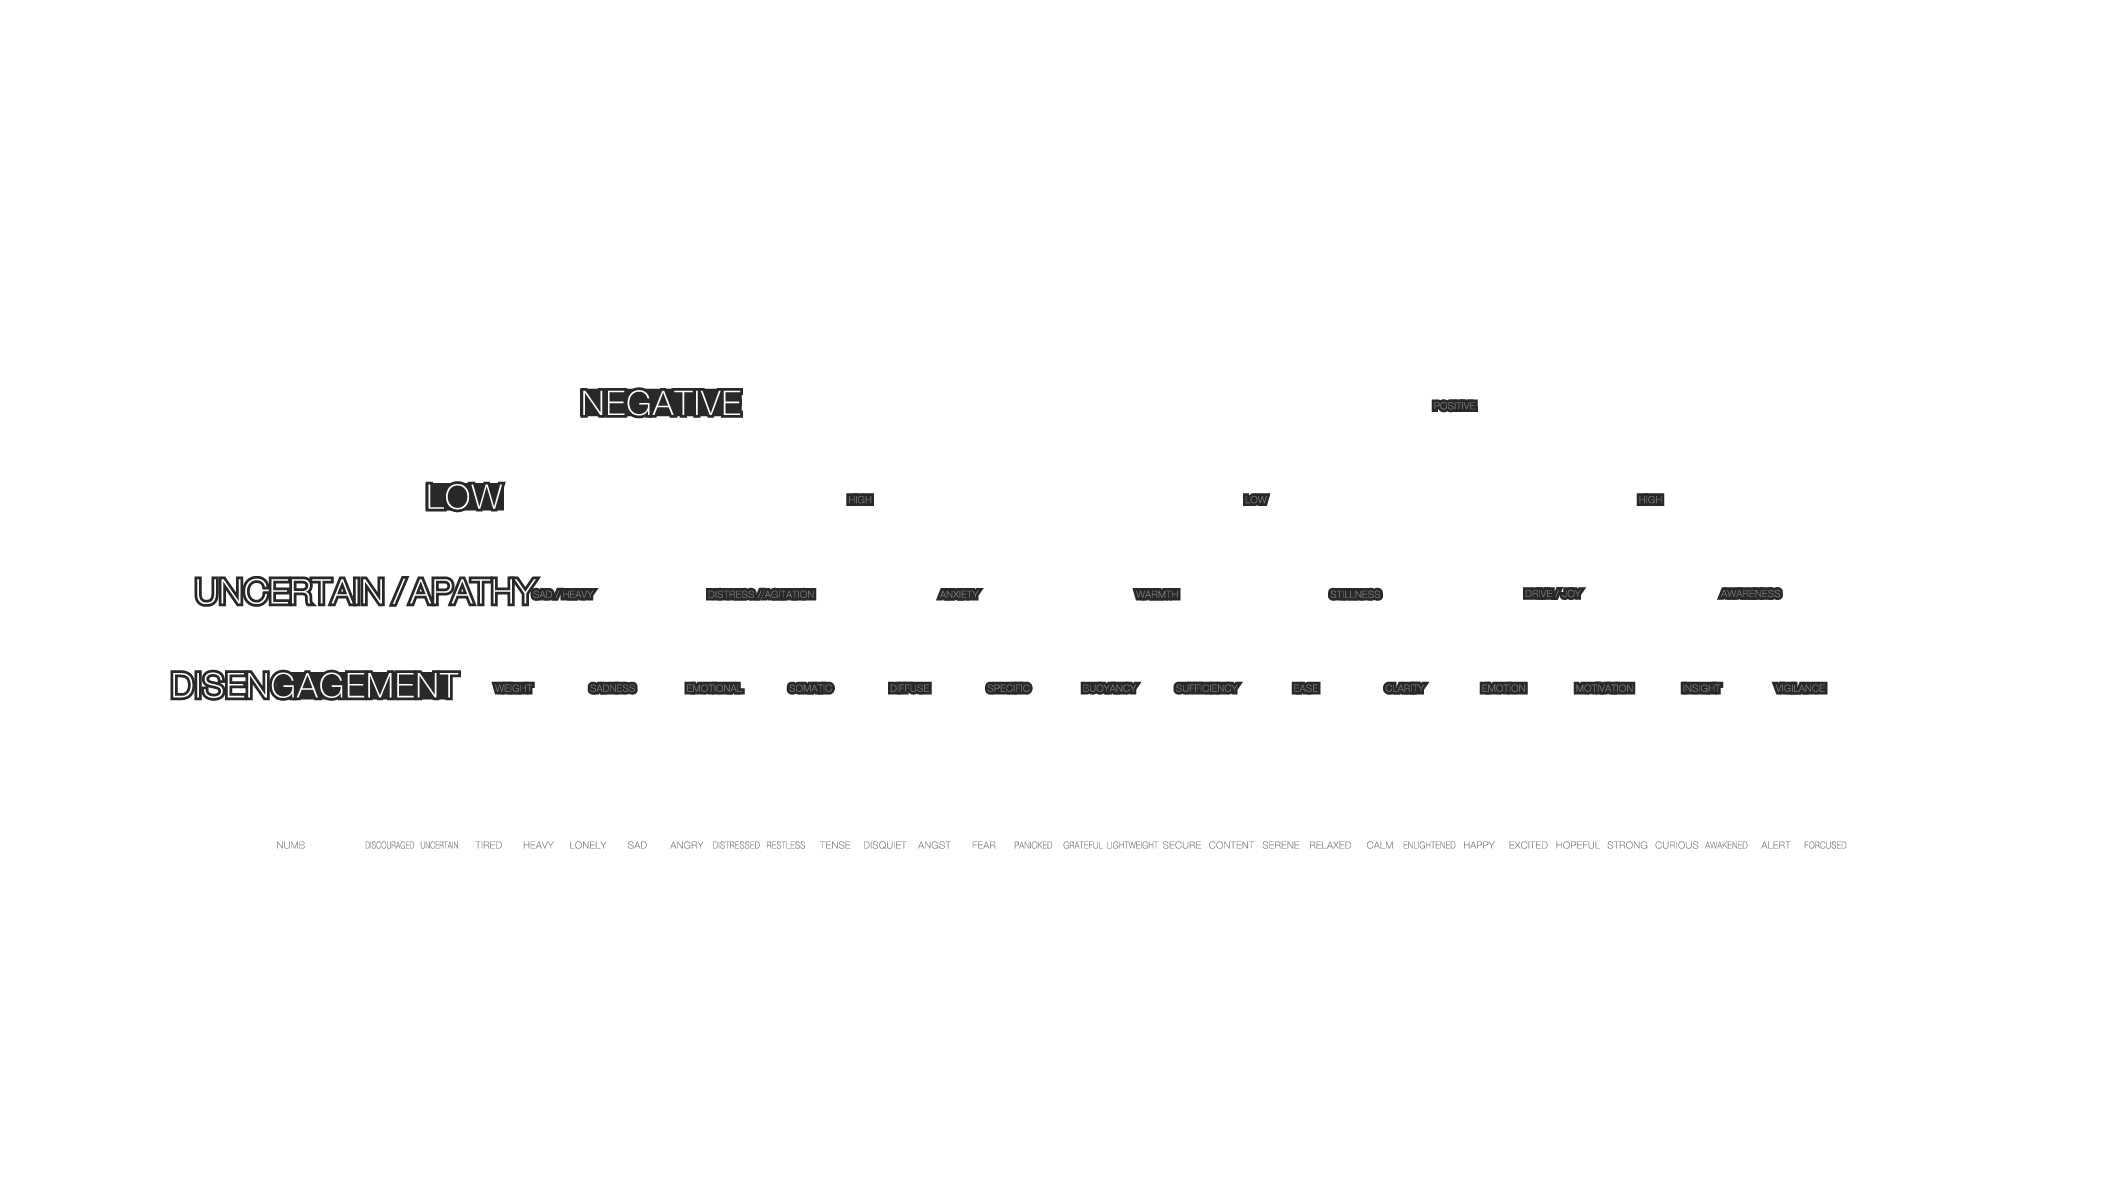 NEGATIVE POSITIVE
LOW HIGH LOW HIGH
UNCERTAIN / APATHY SAD / HEAVY DISTRESS / AGITATION ANXIETY WARMTH STILLNESS DRIVE / JOY AWARENESS
DISENGAGEMENT WEIGHT SADNESS EMOTIONAL SOMATIC DIFFUSE SPECIFIC BUOYANCY SUFFICIENCY EASE CLARITY EMOTION MOTIVATION INSIGHT VIGILANCE
NUMB DISCOURAGED UNCERTAIN TIRED HEAVY LONELY SAD ANGRY DISTRESSED RESTLESS TENSE DISQUIET ANGST FEAR PANICKED GRATEFUL LIGHTWEIGHT SECURE CONTENT SERENE RELAXED CALM ENLIGHTENED HAPPY EXCITED HOPEFUL STRONG CURIOUS AWAKENED ALERT FORCUSED